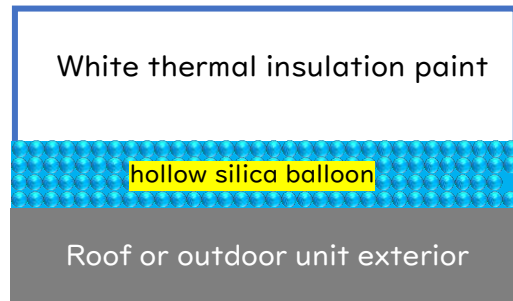 White thermal insulation paint
hollow silica balloon
Roof or outdoor unit exterior